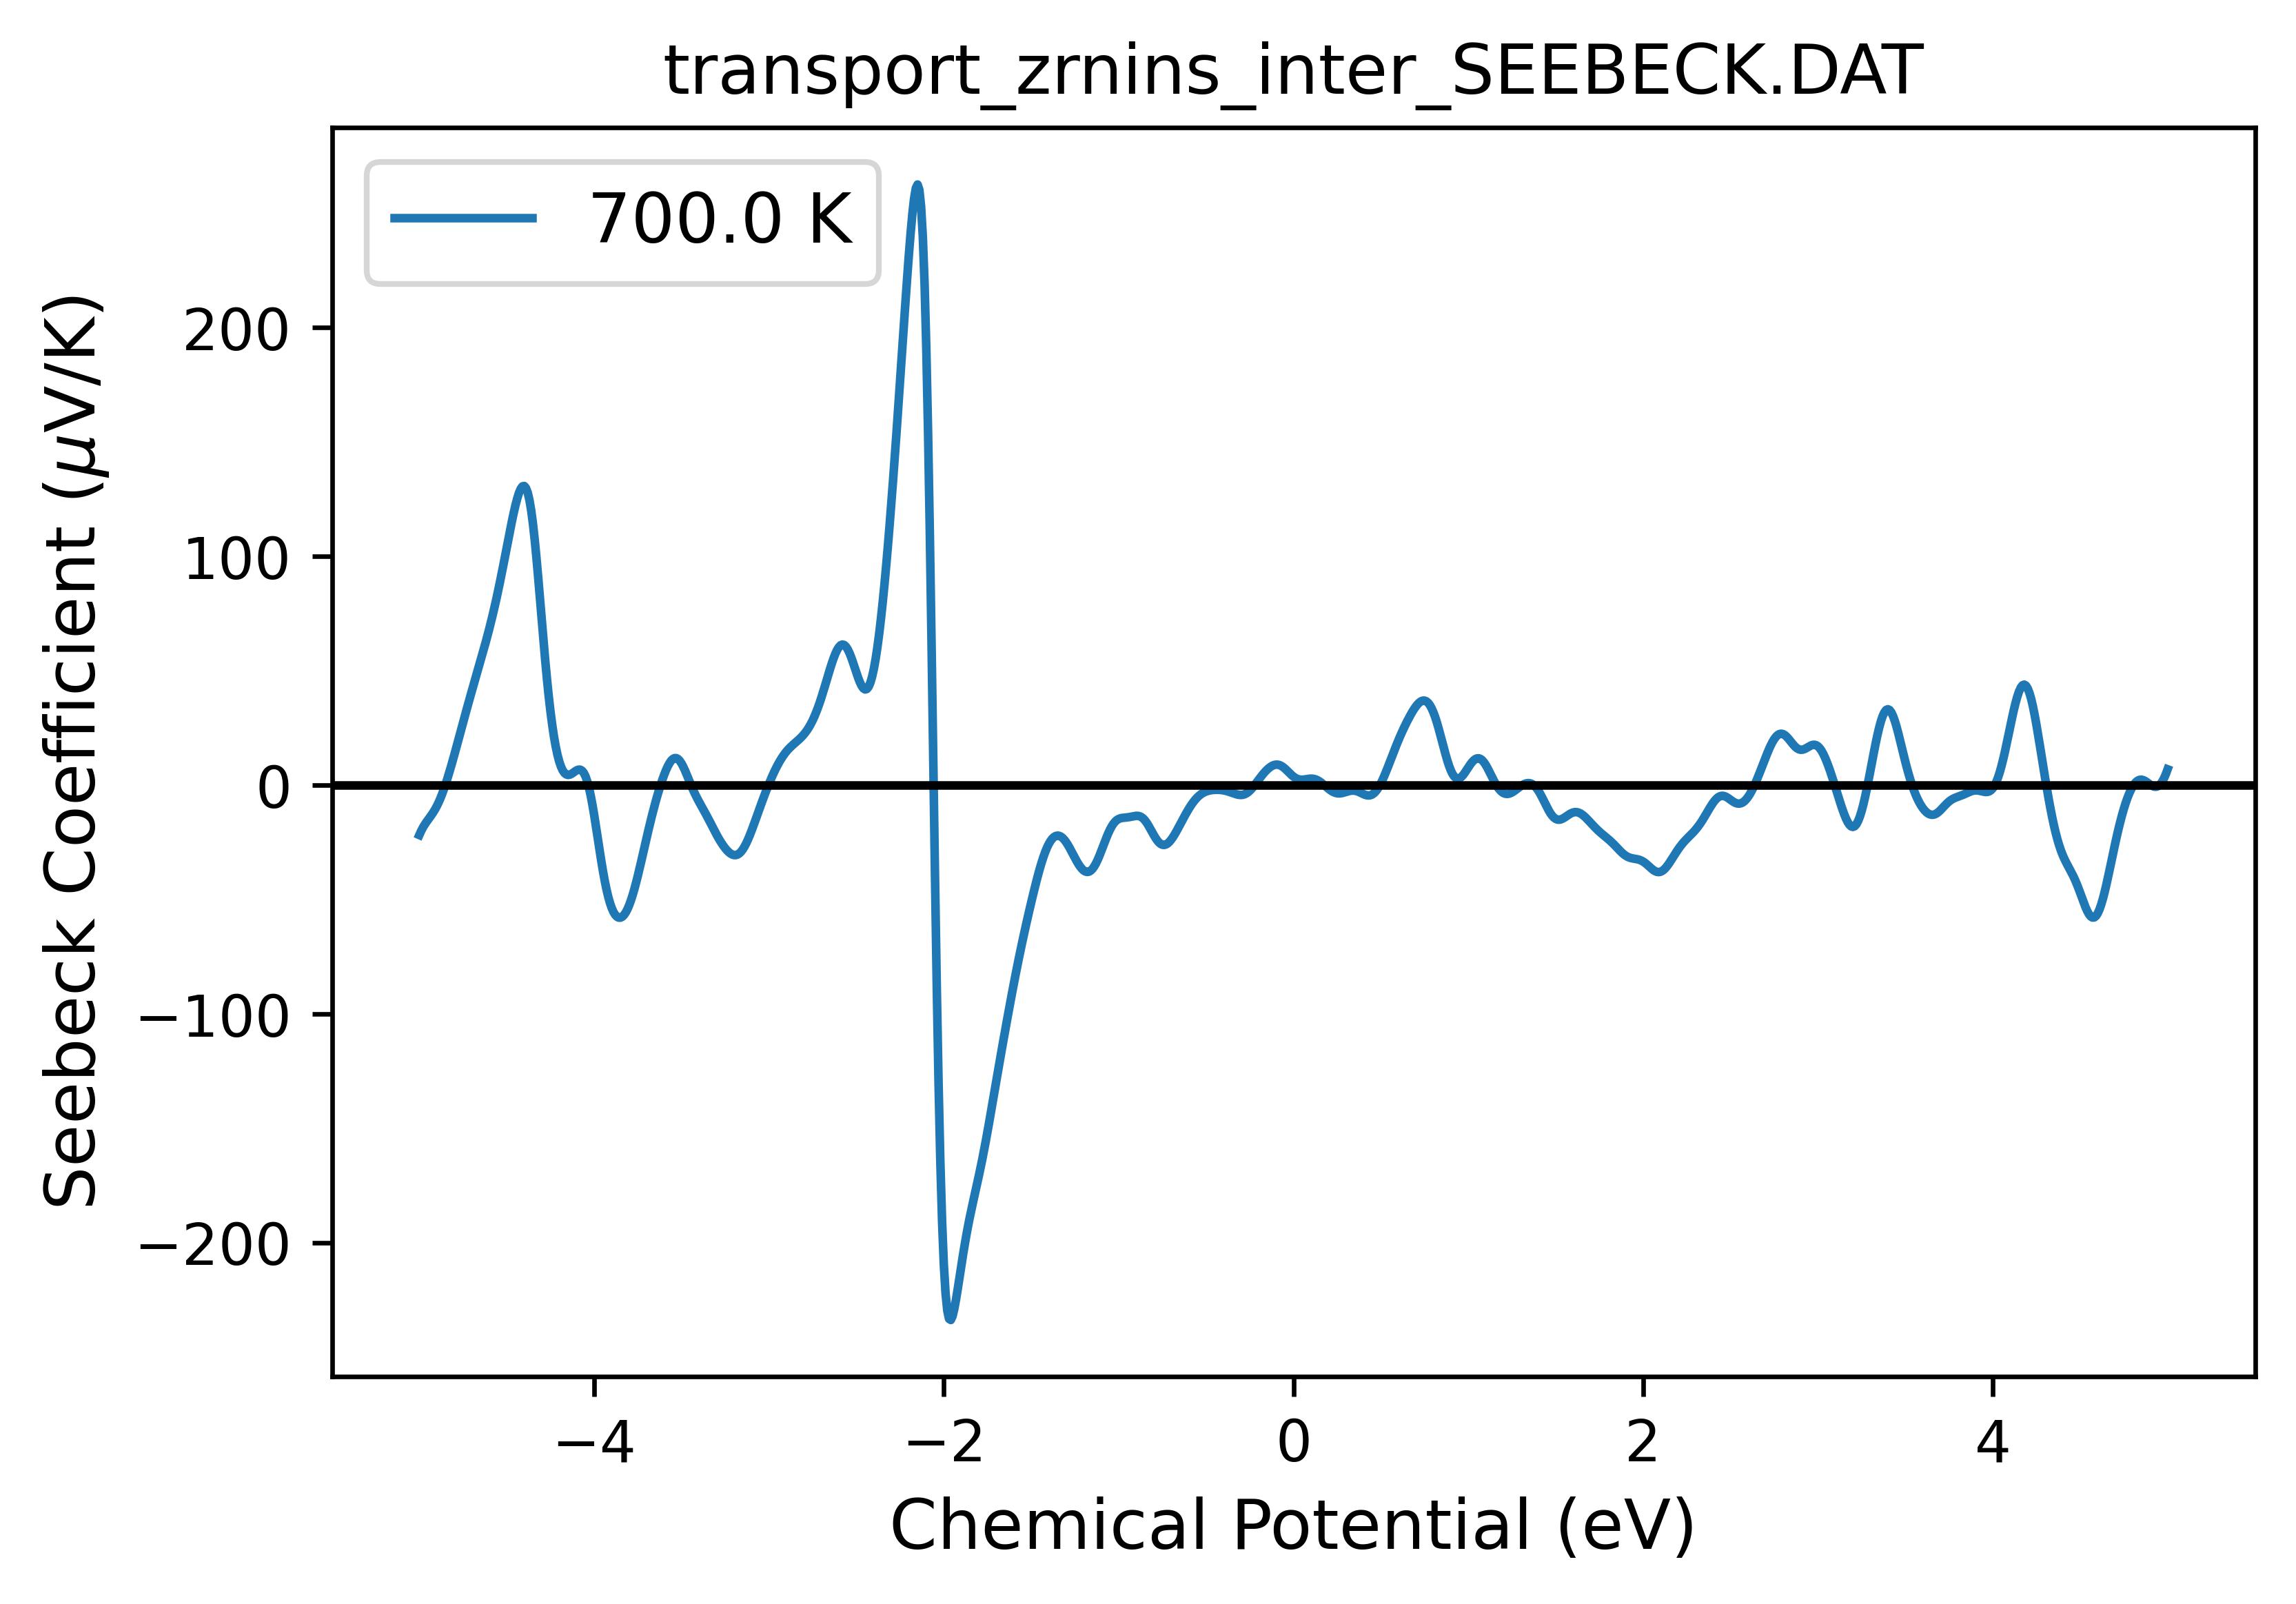 transport_zrnins_inter_SEEBECK.DAT
700.0 K
Seebeck Coefficient (μV/K)
200
100
0
−100
−200
−4
−2
0
2
4
Chemical Potential (eV)